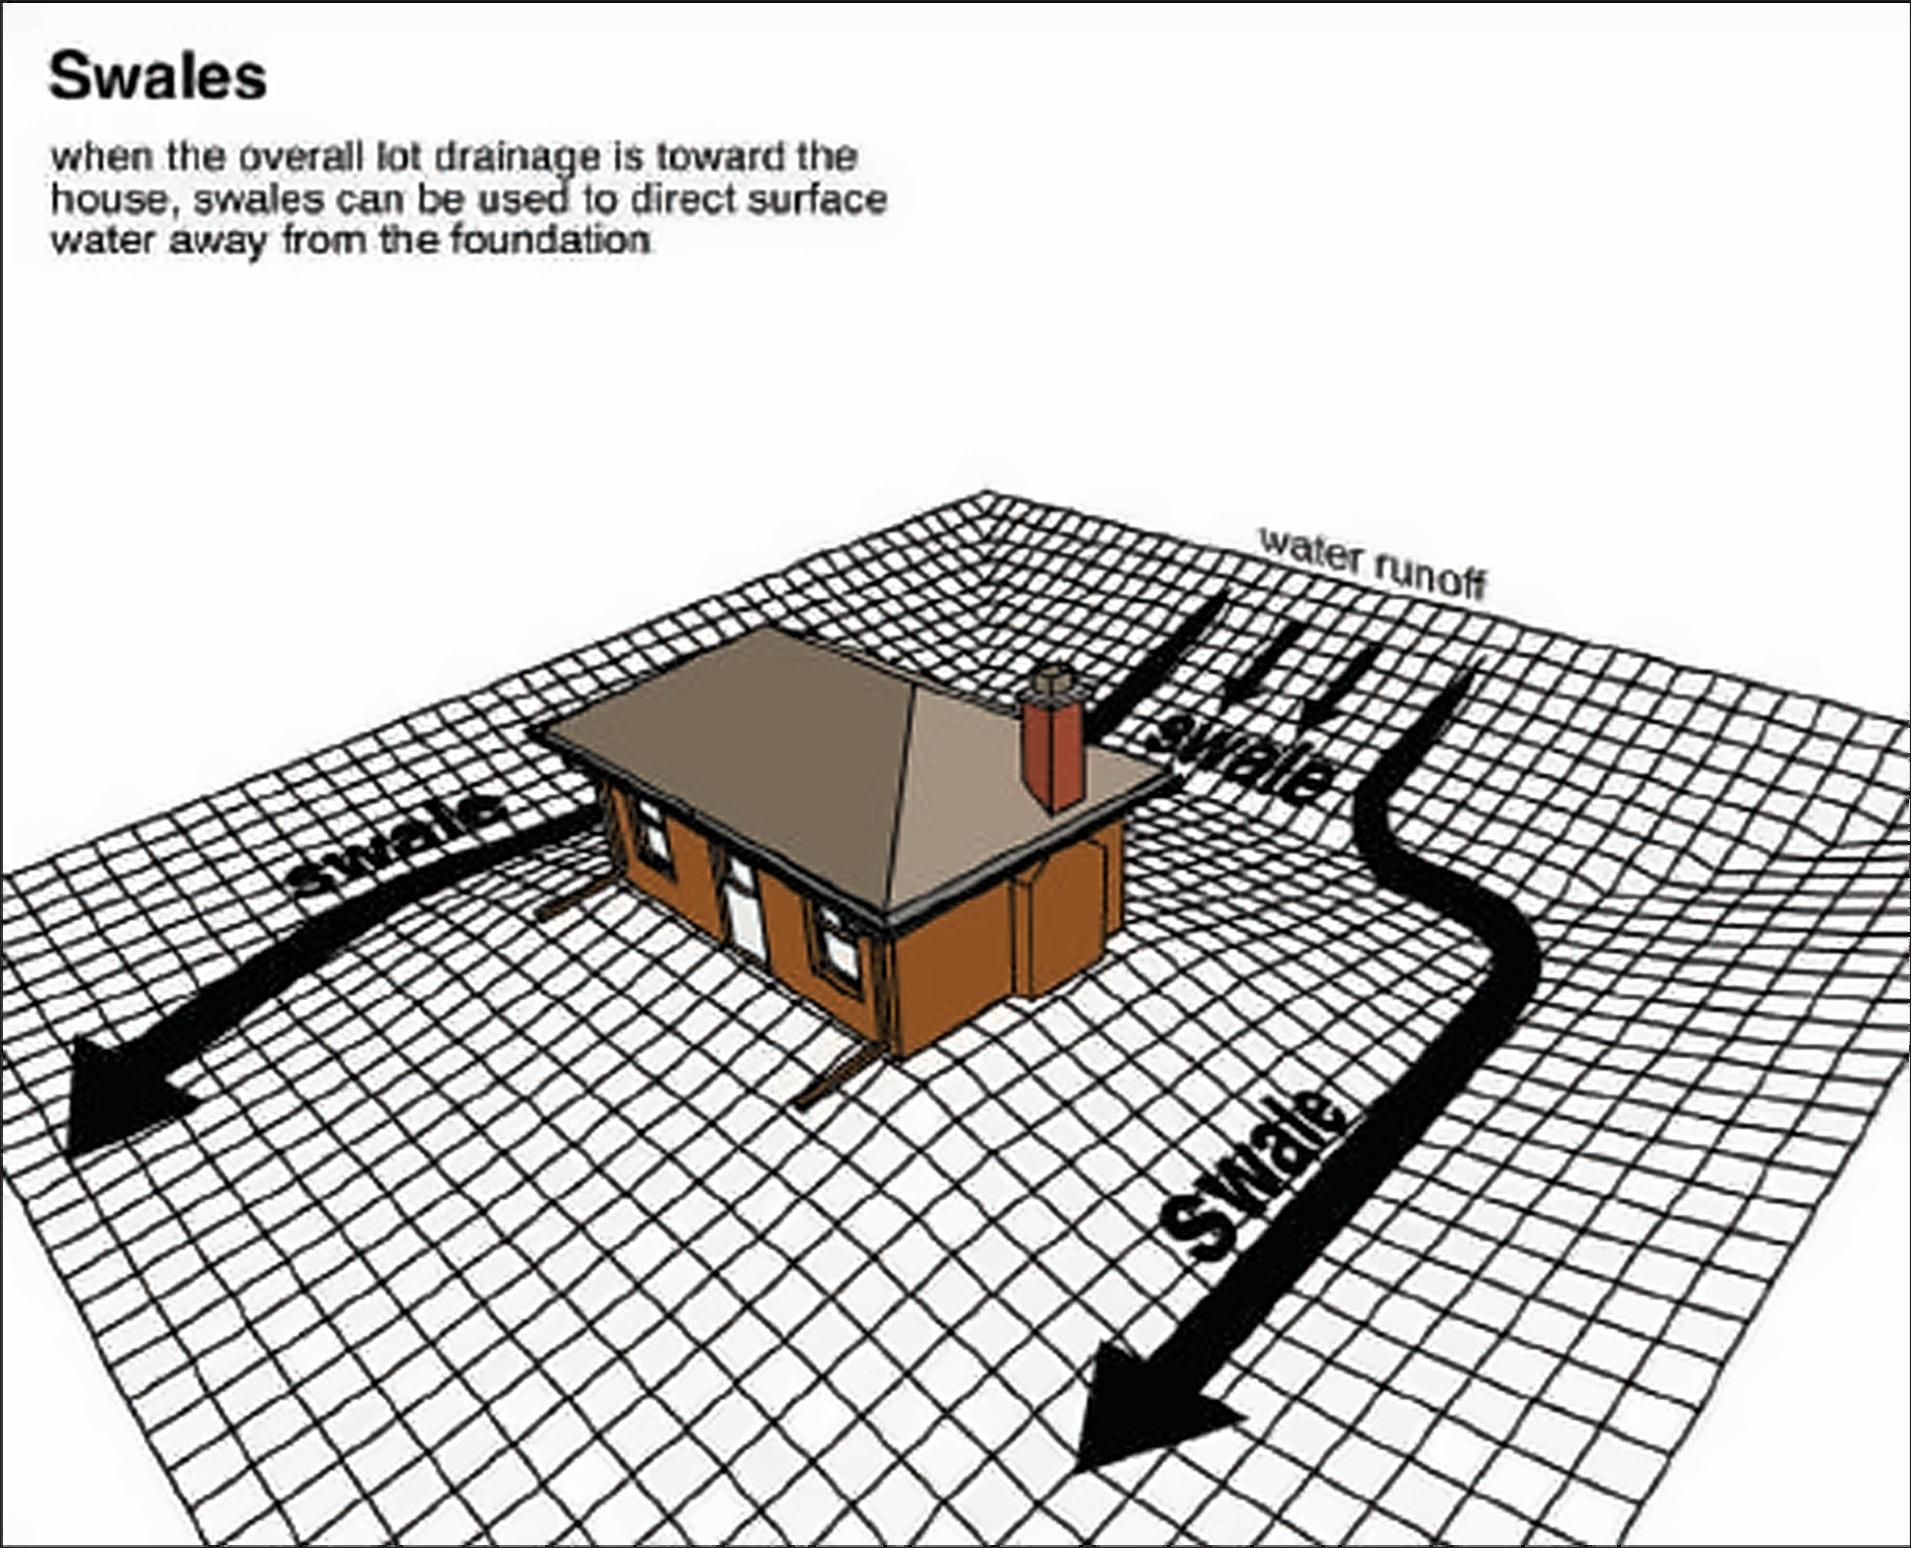 Swales
when the overall lot drainage is toward the
house, swales can be used to direct surface
water away from the foundation
water runoff
swale
swale
swale